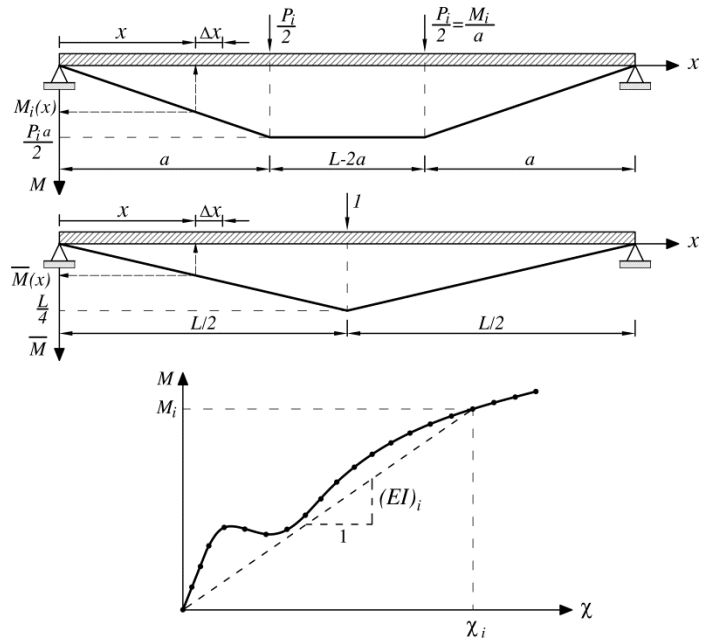 x Δx P_i/2 P_i/2=M_i/a
x
M_i(x)
P_i a/2
a L-2a a
M
x Δx 1
x
M̅(x)
L/4
L/2 L/2
M̅
M
M_i
(EI)_i
1
χ_i χ